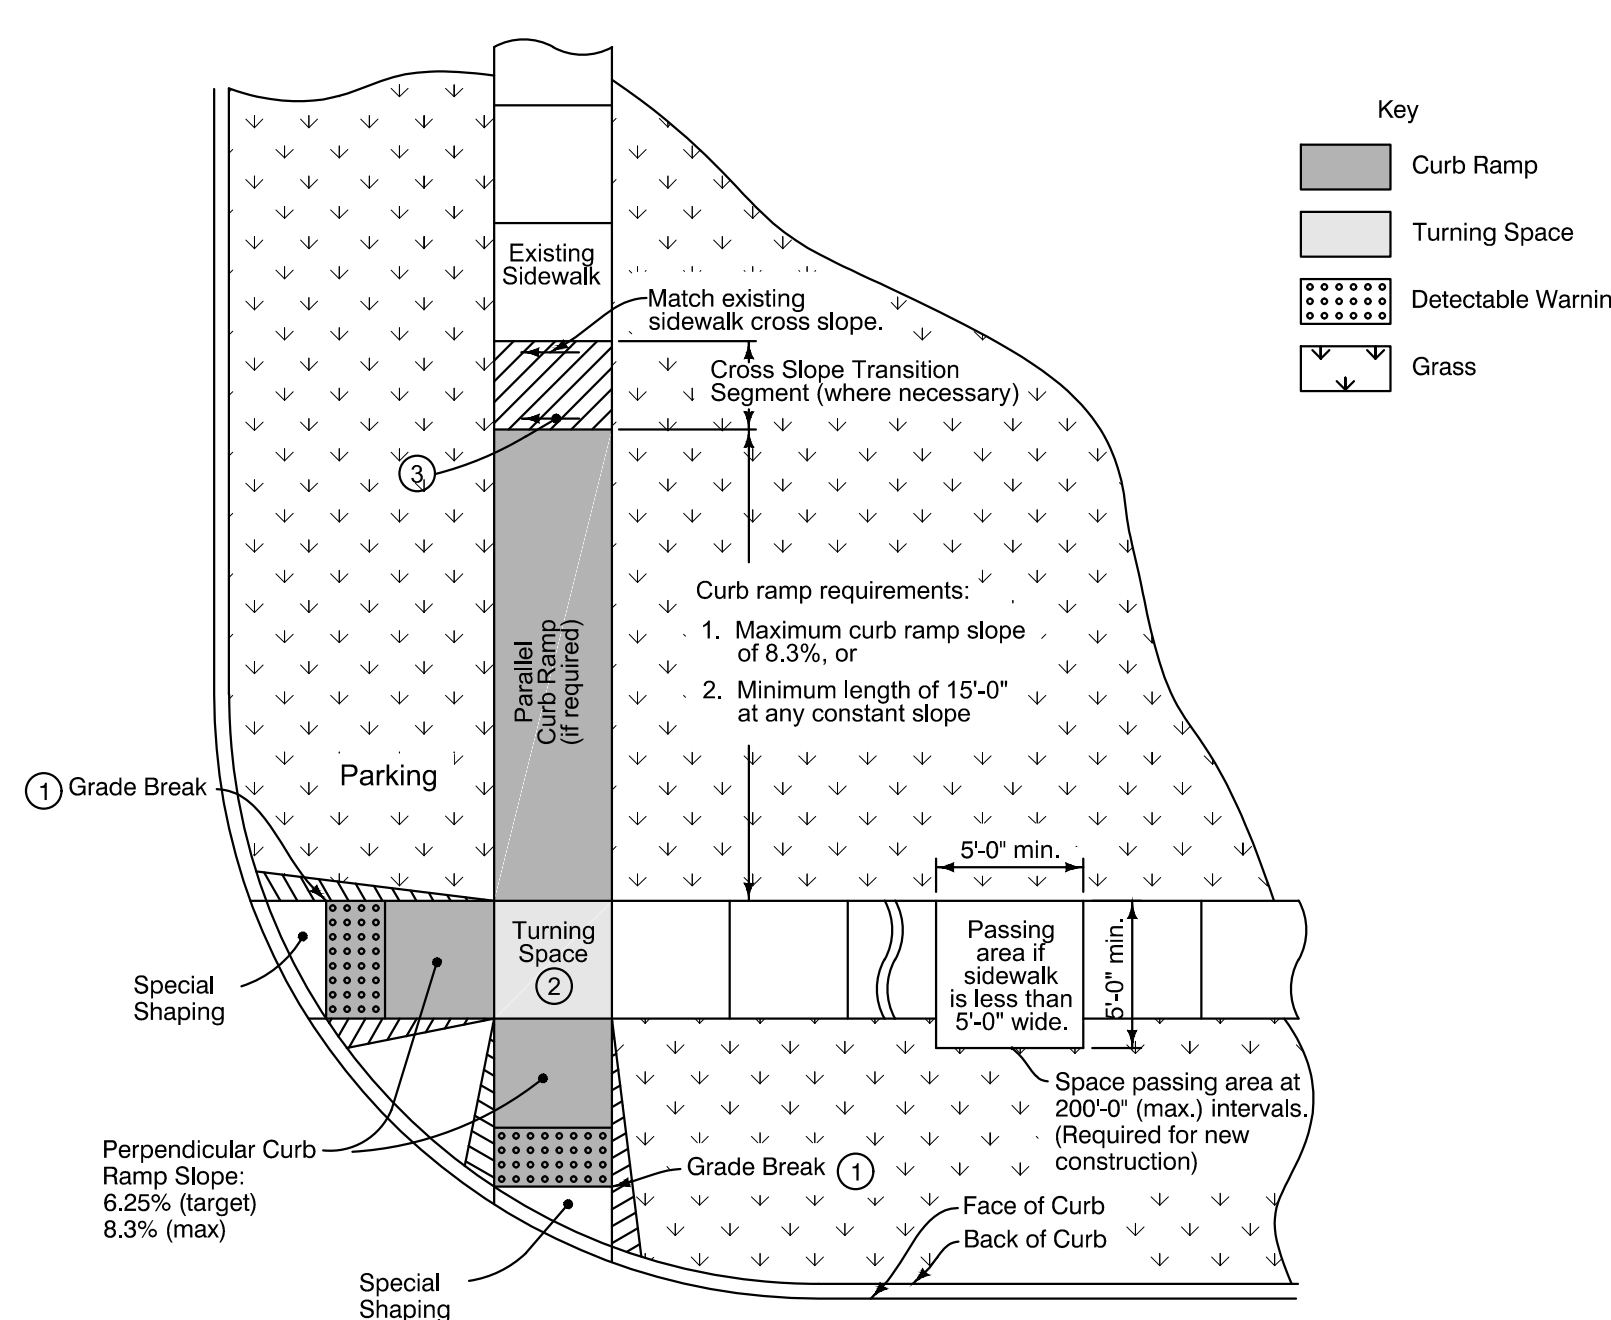 Key
Curb Ramp
Turning Space
Detectable Warnin
Grass
Existing
Sidewalk
Match existing
sidewalk cross slope.
Cross Slope Transition
Segment (where necessary)
3
Curb ramp requirements:
1. Maximum curb ramp slope
of 8.3%, or
2. Minimum length of 15'-0"
at any constant slope
Parallel
Curb Ramp
(if required)
Parking
1 Grade Break
5'-0" min.
Turning
Space
2
Passing
area if
sidewalk
is less than
5'-0" wide.
5'-0" min.
Special
Shaping
Space passing area at
200'-0" (max.) intervals.
(Required for new
construction)
Perpendicular Curb
Ramp Slope:
6.25% (target)
8.3% (max)
Grade Break 1
Face of Curb
Back of Curb
Special
Shaping